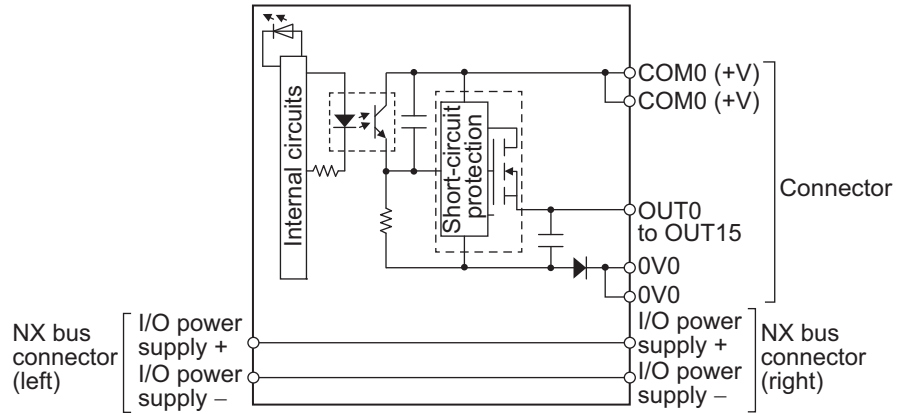 Internal circuits
Short-circuit
protection
COM0 (+V)
COM0 (+V)
OUT0
to OUT15
0V0
0V0
Connector
NX bus
connector
(left)
I/O power
supply +
I/O power
supply –
I/O power
supply +
I/O power
supply –
NX bus
connector
(right)